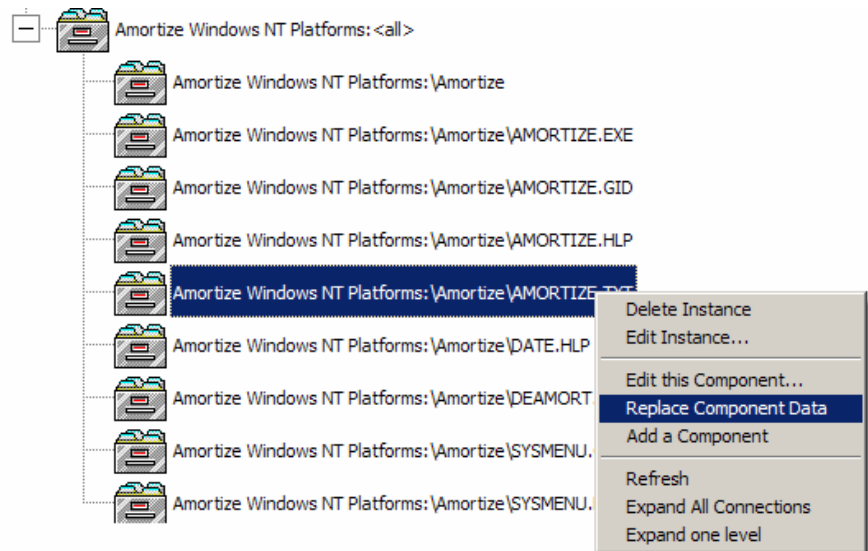 Amortize Windows NT Platforms:<all>
Amortize Windows NT Platforms:\Amortize
Amortize Windows NT Platforms:\Amortize\AMORTIZE.EXE
Amortize Windows NT Platforms:\Amortize\AMORTIZE.GID
Amortize Windows NT Platforms:\Amortize\AMORTIZE.HLP
Amortize Windows NT Platforms:\Amortize\AMORTIZE.TXT
Amortize Windows NT Platforms:\Amortize\DATE.HLP
Amortize Windows NT Platforms:\Amortize\DEAMORT
Amortize Windows NT Platforms:\Amortize\SYSMENU.
Amortize Windows NT Platforms:\Amortize\SYSMENU.
Delete Instance
Edit Instance...
Edit this Component...
Replace Component Data
Add a Component
Refresh
Expand All Connections
Expand one level